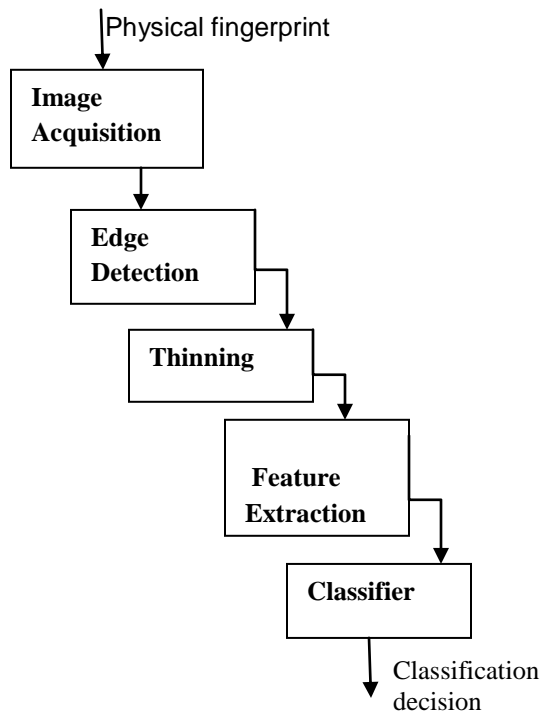 Physical fingerprint
Image
Acquisition
Edge
Detection
Thinning
Feature
Extraction
Classifier
Classification
decision